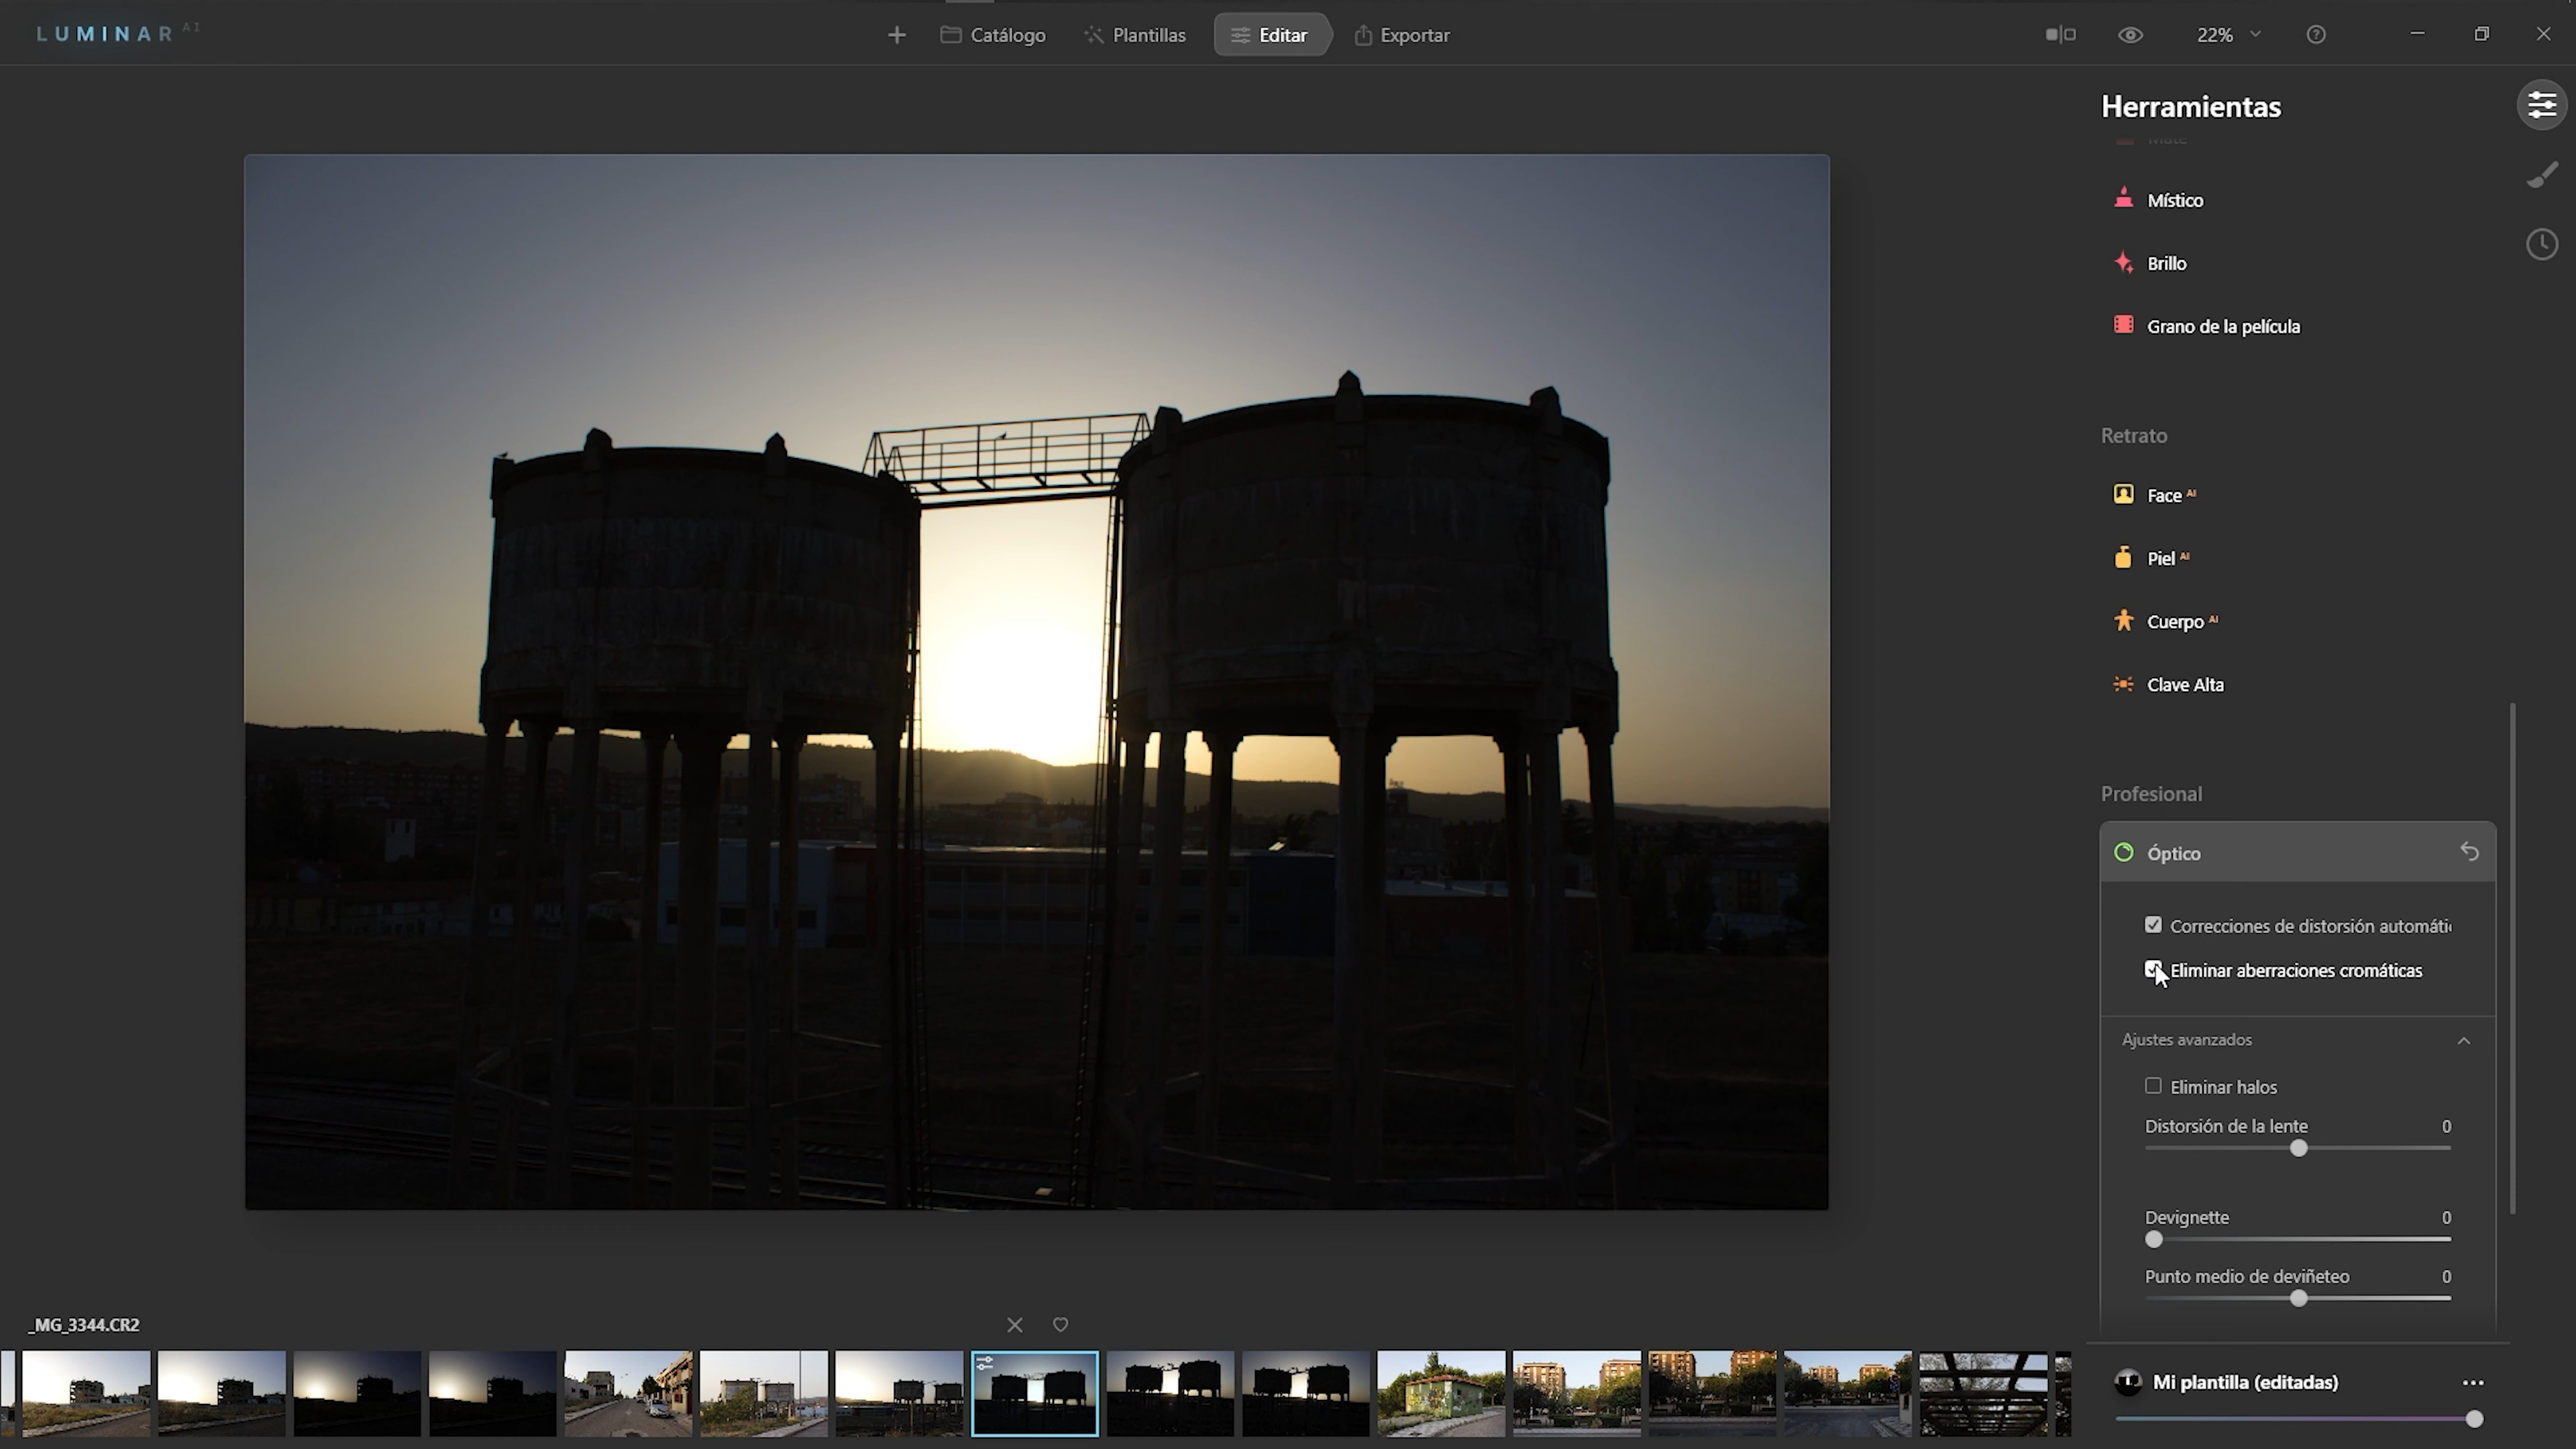 LUMINAR AI
Catálogo
Plantillas
Editar
Exportar
22%
Herramientas
Mate
Místico
Brillo
Grano de la película
Retrato
Face AI
Piel AI
Cuerpo AI
Clave Alta
Profesional
Óptico
Correcciones de distorsión automátic
Eliminar aberraciones cromáticas
Ajustes avanzados
Eliminar halos
Distorsión de la lente 0
Devignette 0
Punto medio de deviñeteo 0
_MG_3344.CR2
Mi plantilla (editadas)